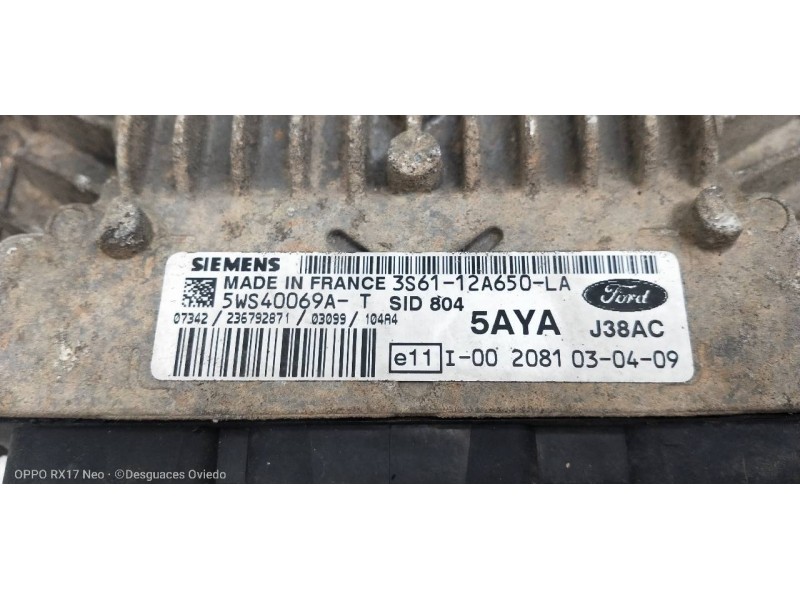 SIEMENS
MADE IN FRANCE 3S61-12A650-LA
5WS40069A- T SID 804
07342 / 236792871 / 03099 / 104A4
Ford
5AYA J38AC
e11 I-00 2081 03-04-09
OPPO RX17 Neo · ©Desguaces Oviedo